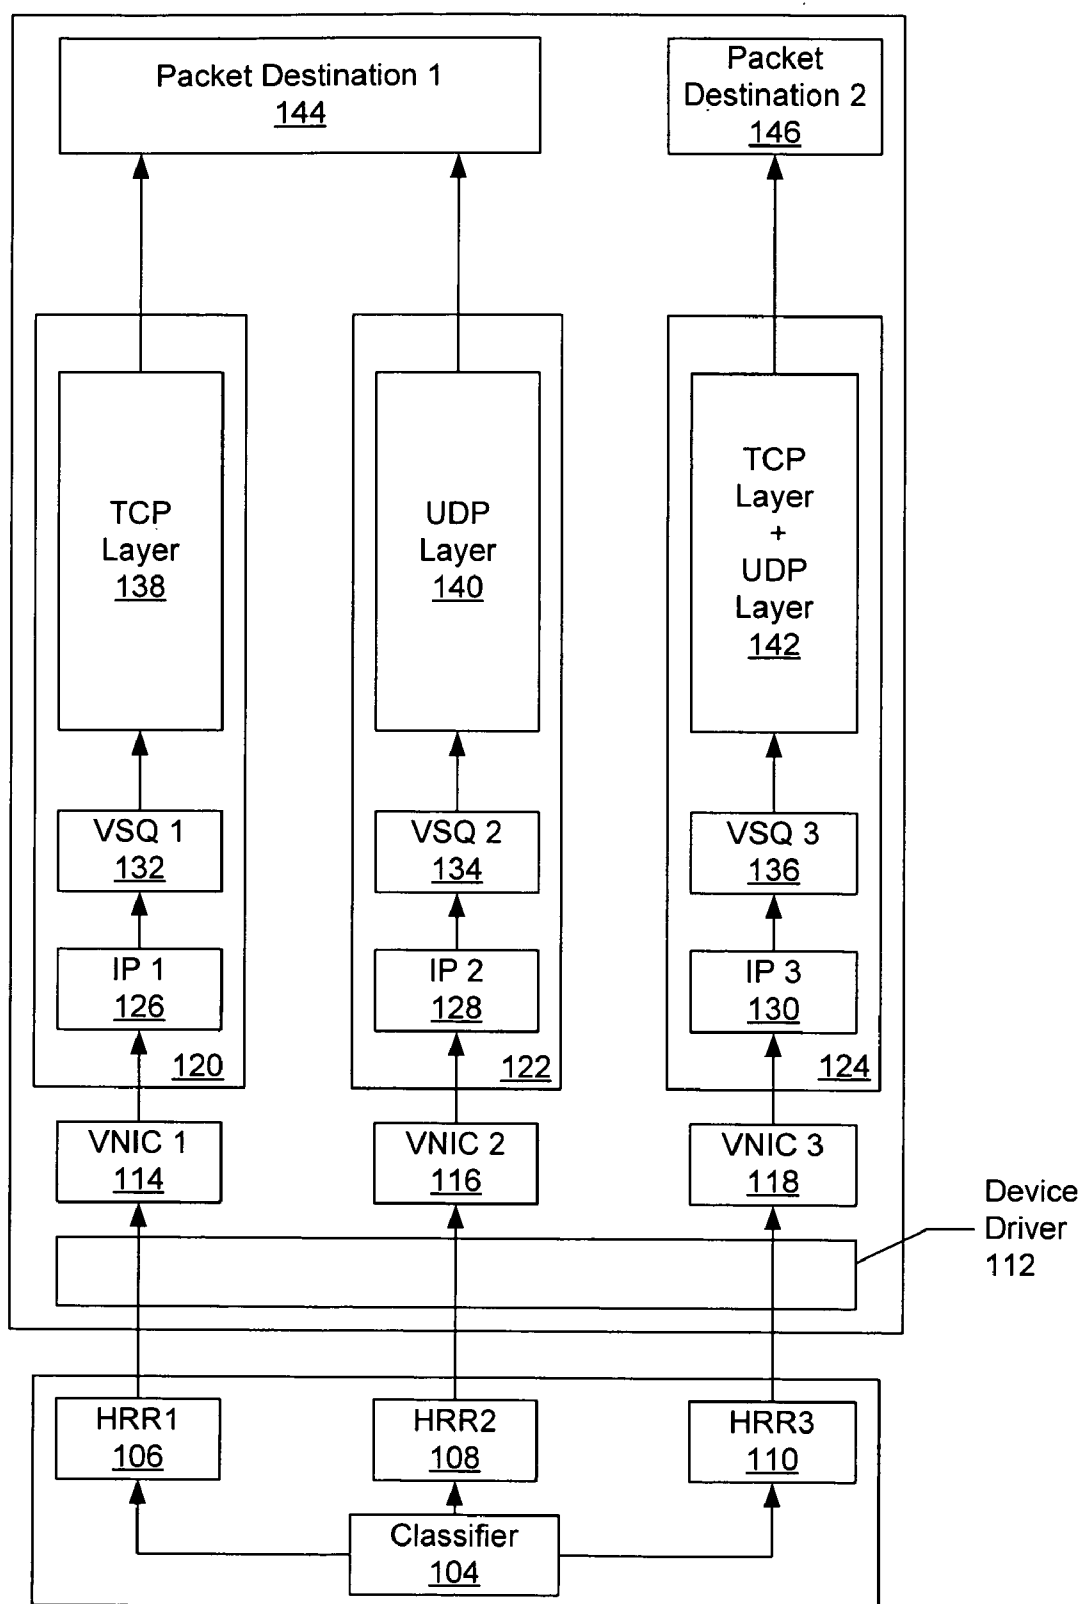 Packet Destination 1
144
Packet
Destination 2
146
TCP
Layer
138
UDP
Layer
140
TCP
Layer
+
UDP
Layer
142
VSQ 1
132
VSQ 2
134
VSQ 3
136
IP 1
126
IP 2
128
IP 3
130
120
122
124
VNIC 1
114
VNIC 2
116
VNIC 3
118
Device
Driver
112
HRR1
106
HRR2
108
HRR3
110
Classifier
104